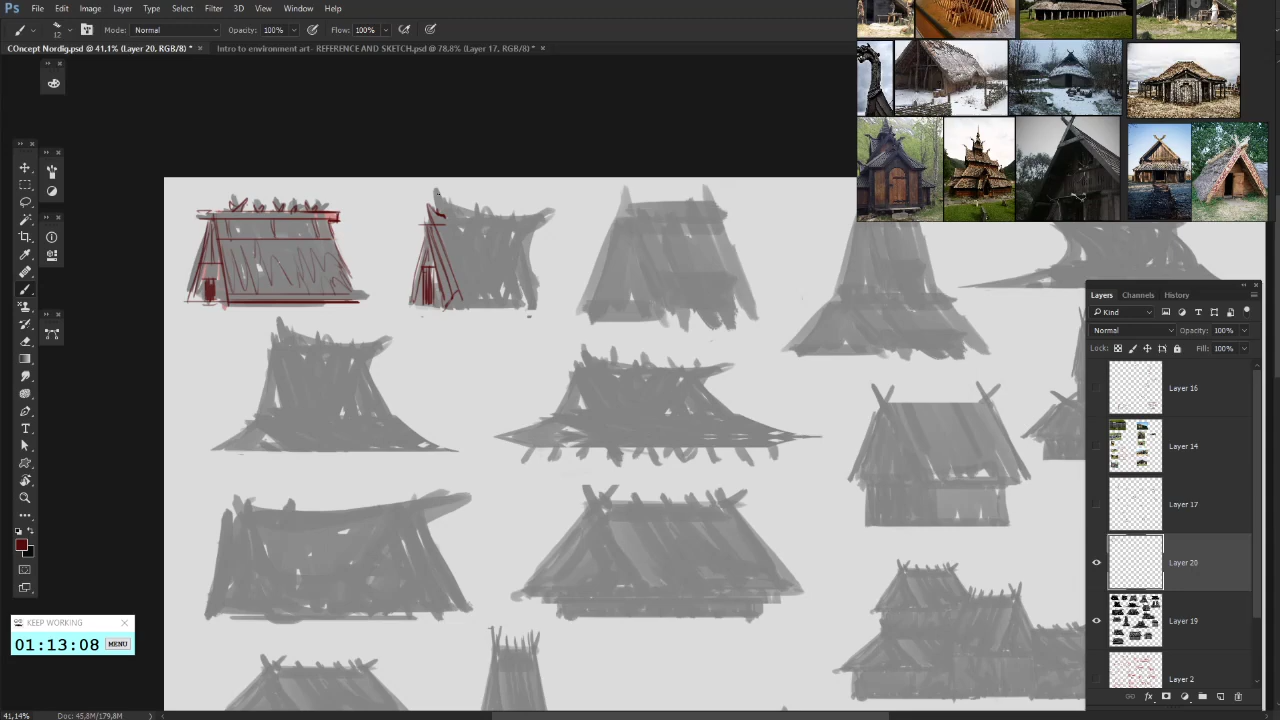 Ps File Edit Image Layer Type Select Filter 3D View Window Help
12 Mode: Normal Opacity: 100% Flow: 100%
COncept Nordig.psd @ 41,1% (Layer 20, RGB/8) * × Intro to environment art- REFERENCE AND SKETCH.psd @ 78,8% (Layer 17, RGB/8) * ×
Layers Channels History
Kind
Normal Opacity: 100%
Lock: Fill: 100%
Layer 16
Layer 14
Layer 17
Layer 20
Layer 19
Layer 2
KEEP WORKING
01:13:08 MENU
41,14% Doc: 45,8M/179,8M